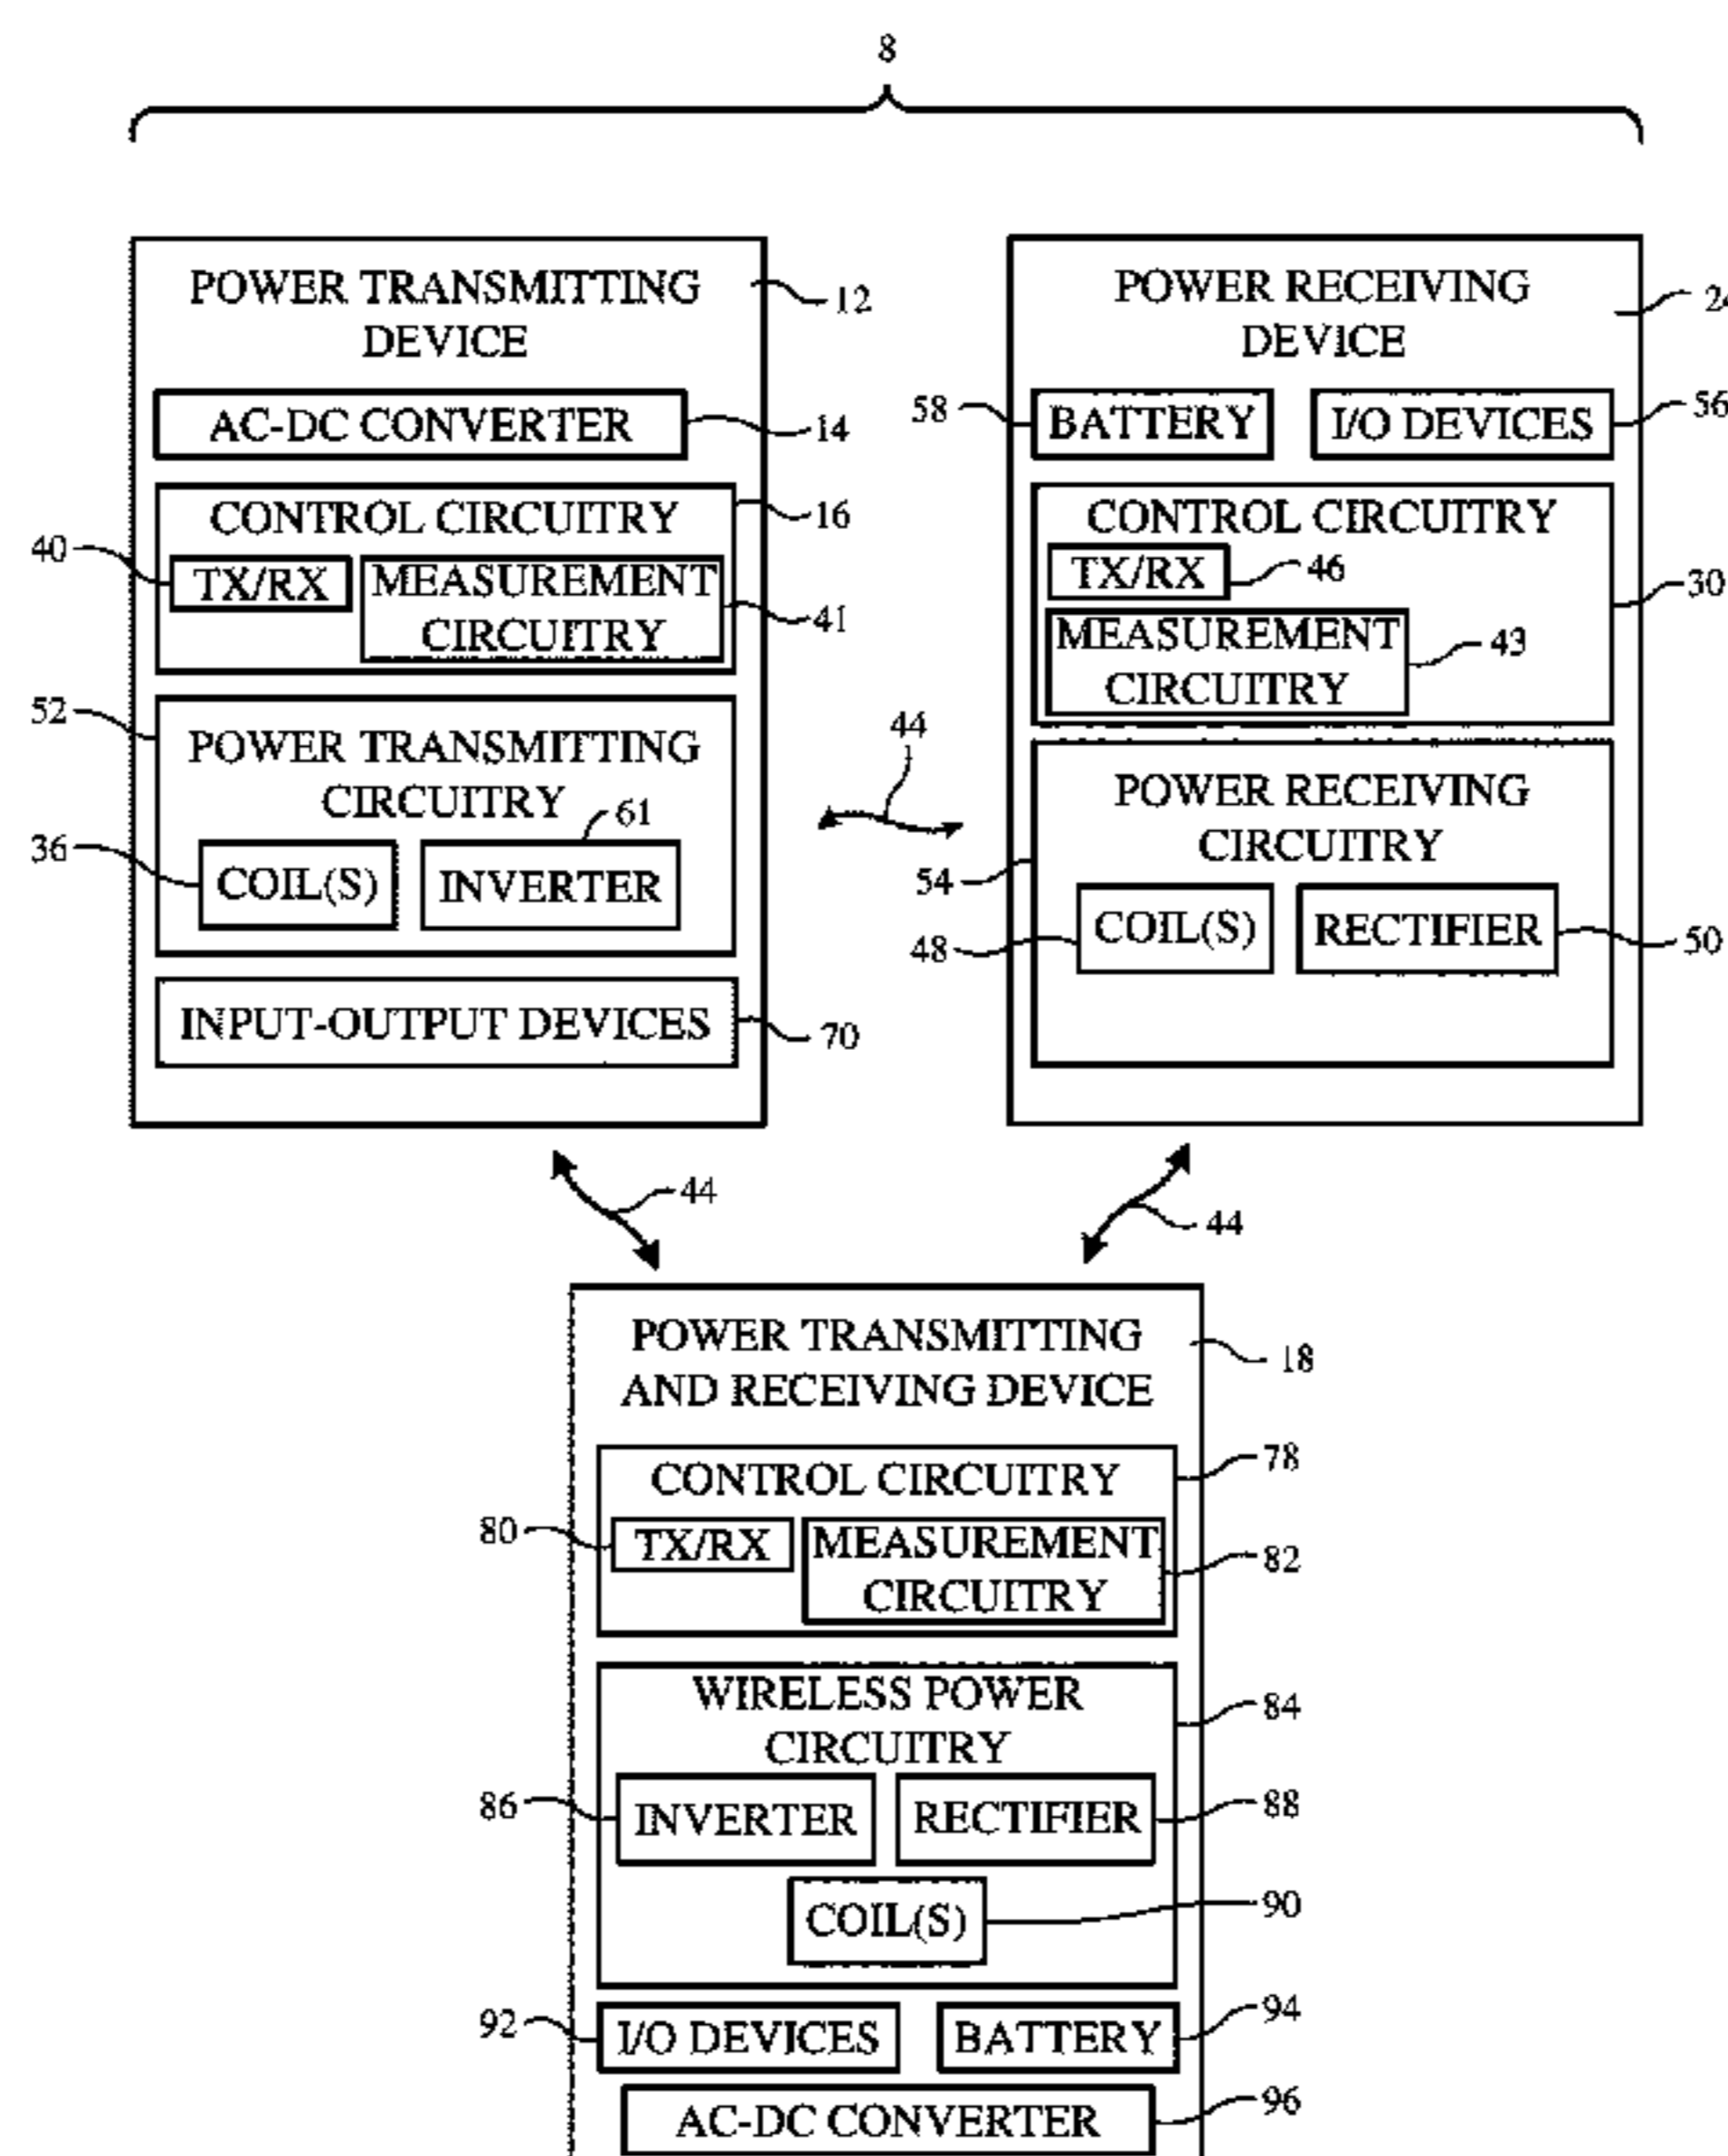 8
POWER TRANSMITTING
DEVICE
12
AC-DC CONVERTER
14
CONTROL CIRCUITRY
16
40
TX/RX
MEASUREMENT
CIRCUITRY
41
52
POWER TRANSMITTING
CIRCUITRY
61
36
COIL(S)
INVERTER
INPUT-OUTPUT DEVICES
70
44
POWER RECEIVING
DEVICE
58
BATTERY
I/O DEVICES
56
CONTROL CIRCUITRY
TX/RX
46
30
MEASUREMENT
CIRCUITRY
43
POWER RECEIVING
CIRCUITRY
54
COIL(S)
48
RECTIFIER
50
44
44
POWER TRANSMITTING
AND RECEIVING DEVICE
18
CONTROL CIRCUITRY
78
80
TX/RX
MEASUREMENT
CIRCUITRY
82
WIRELESS POWER
CIRCUITRY
84
86
INVERTER
RECTIFIER
88
COIL(S)
90
92
I/O DEVICES
BATTERY
94
AC-DC CONVERTER
96